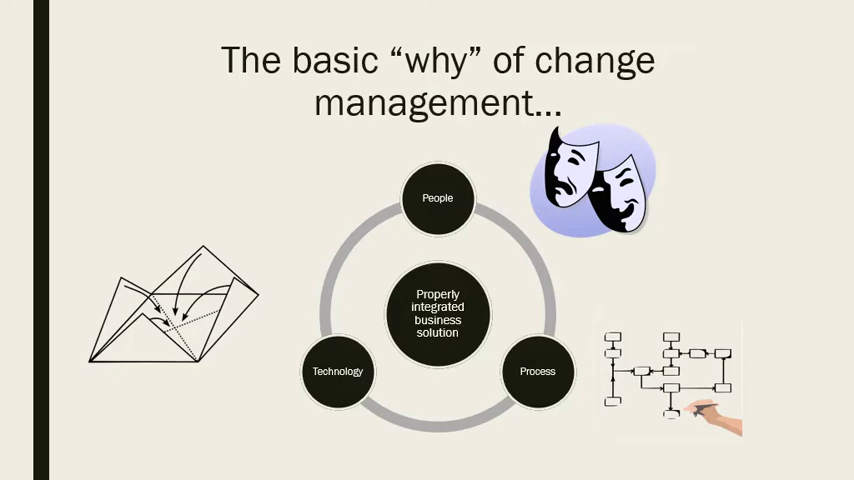 The basic “why” of change
management...
People
Properly
integrated
business
solution
Technology
Process